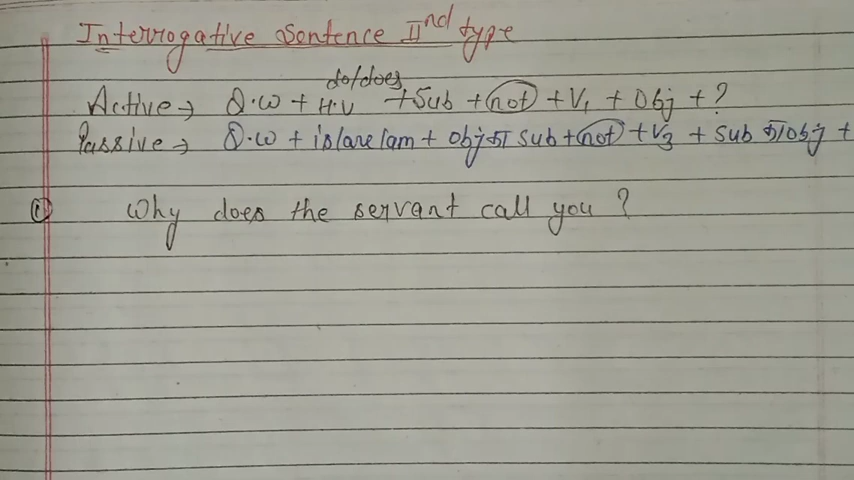 Interrogative Sentence IInd type
do/does
Active → Q.W + H.V + Sub + not + V1 + Obj + ?
Passive → Q.W + is/are/am + Obj का Sub + not + V3 + Sub का Obj +
① Why does the servant call you ?